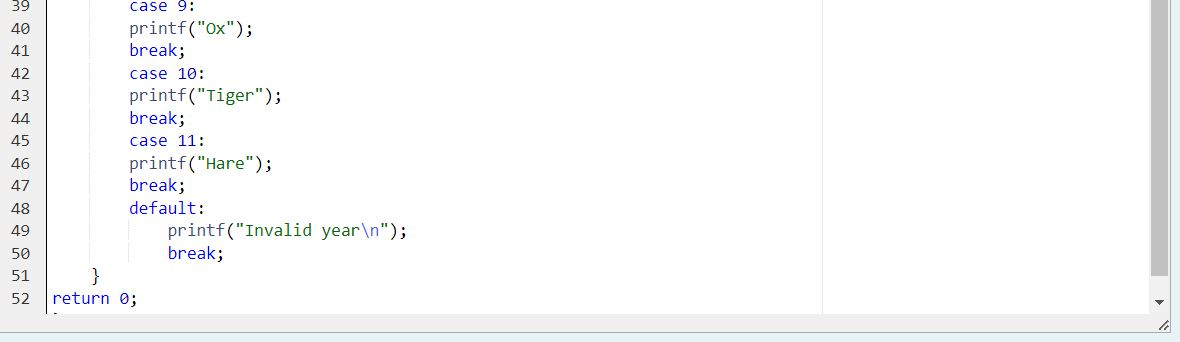 39 case 9:
40 printf("Ox");
41 break;
42 case 10:
43 printf("Tiger");
44 break;
45 case 11:
46 printf("Hare");
47 break;
48 default:
49 printf("Invalid year\n");
50 break;
51 }
52 return 0;